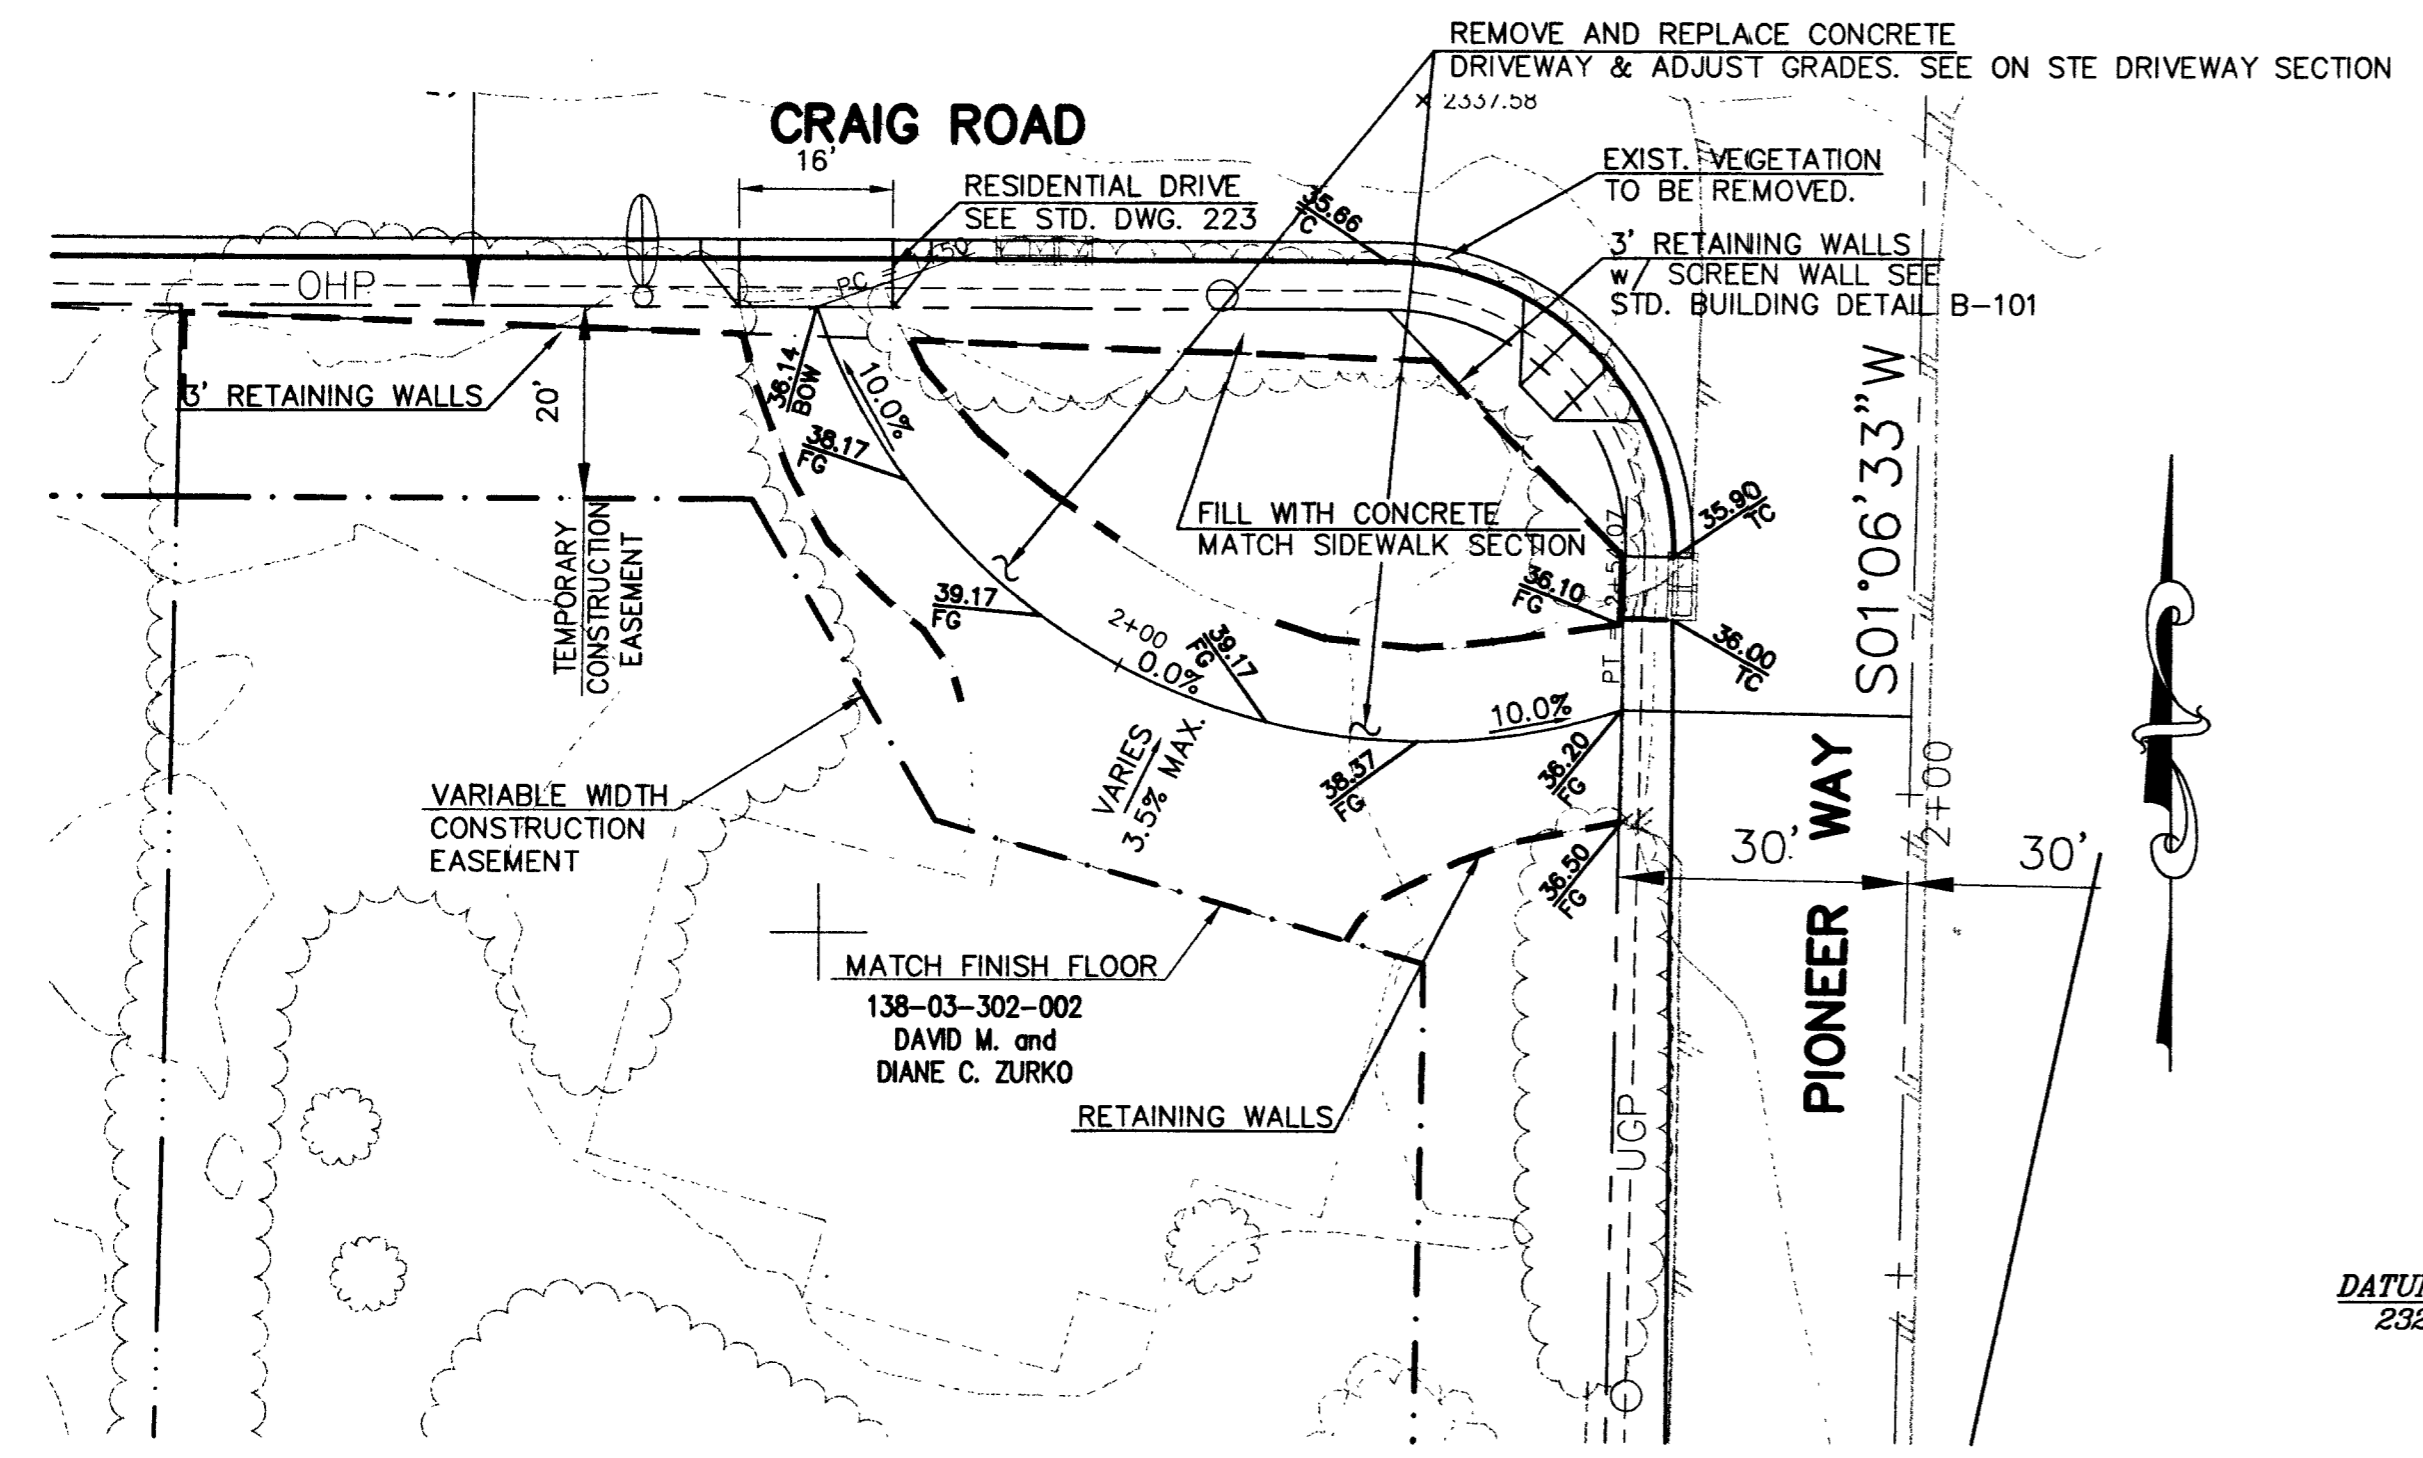 REMOVE AND REPLACE CONCRETE
DRIVEWAY & ADJUST GRADES. SEE ON STE DRIVEWAY SECTION
2337.58
CRAIG ROAD
16'
RESIDENTIAL DRIVE
SEE STD. DWG. 223
35.66
TC
EXIST. VEGETATION
TO BE REMOVED.
3' RETAINING WALLS
w/ SCREEN WALL SEE
STD. BUILDING DETAIL B-101
OHP
PC =
3' RETAINING WALLS
20'
36.14
BOW
10.0%
38.17
FG
S01°06'33"W
TEMPORARY
CONSTRUCTION
EASEMENT
FILL WITH CONCRETE
MATCH SIDEWALK SECTION
35.90
TC
39.17
FG
2+00
0.0%
39.17
FG
36.10
FG
PT
36.00
TC
10.0%
VARIES
3.5% MAX.
38.37
FG
36.20
FG
36.50
FG
VARIABLE WIDTH
CONSTRUCTION
EASEMENT
30'
PIONEER WAY
2+00
30'
MATCH FINISH FLOOR
138-03-302-002
DAVID M. and
DIANE C. ZURKO
RETAINING WALLS
UGP